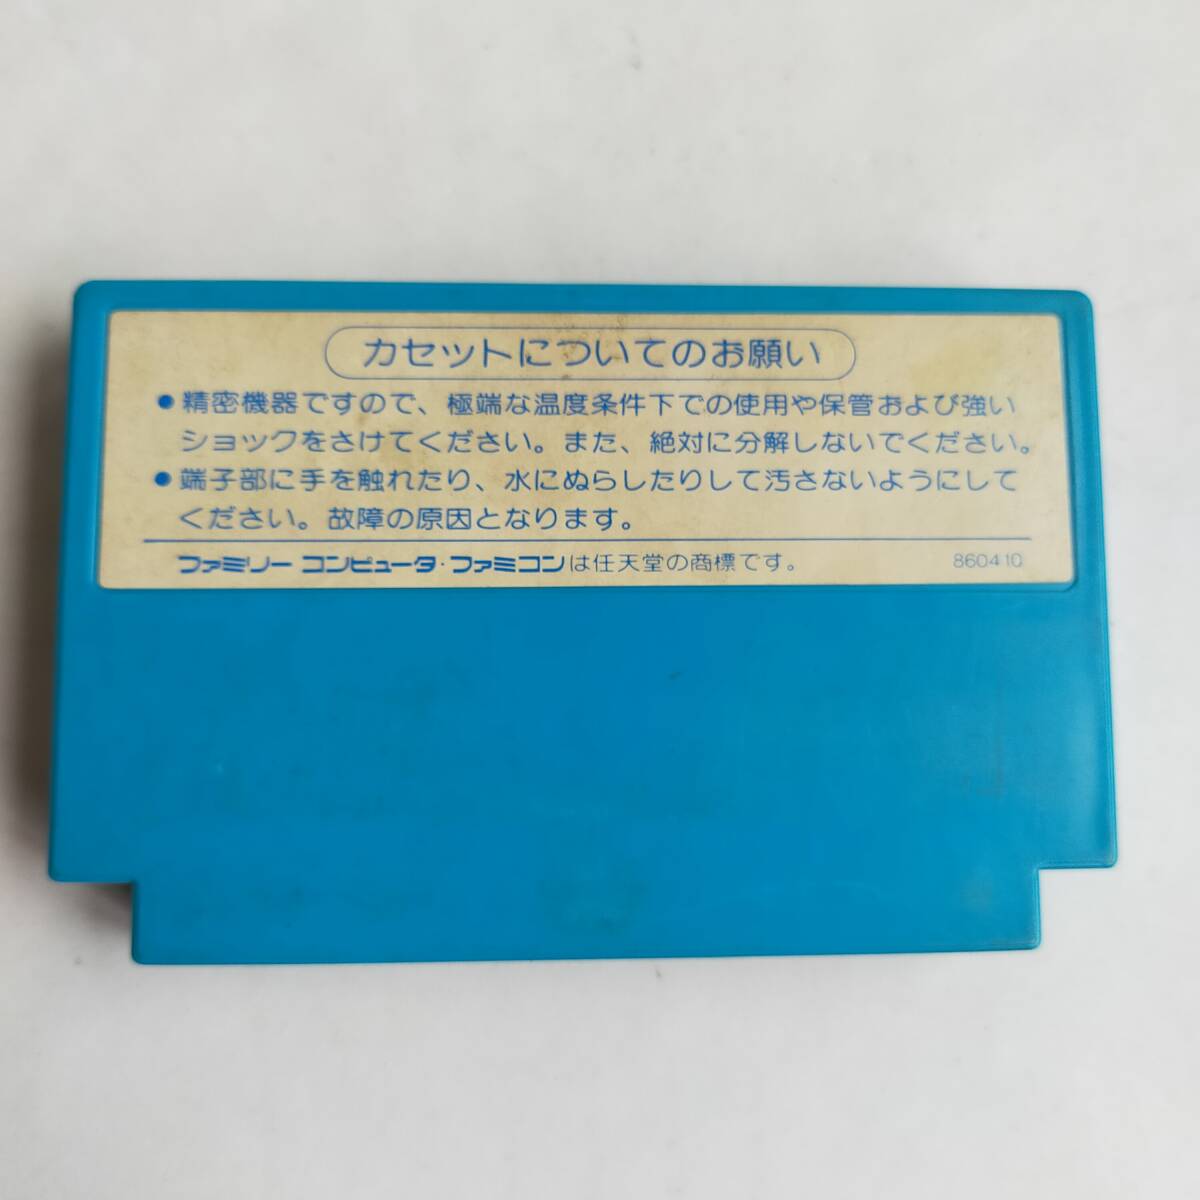 カセットについてのお願い
●精密機器ですので、極端な温度条件下での使用や保管および強い
ショックをさけてください。また、絶対に分解しないでください。
●端子部に手を触れたり、水にぬらしたりして汚さないようにして
ください。故障の原因となります。
ファミリー コンピュータ・ファミコンは任天堂の商標です。 860410